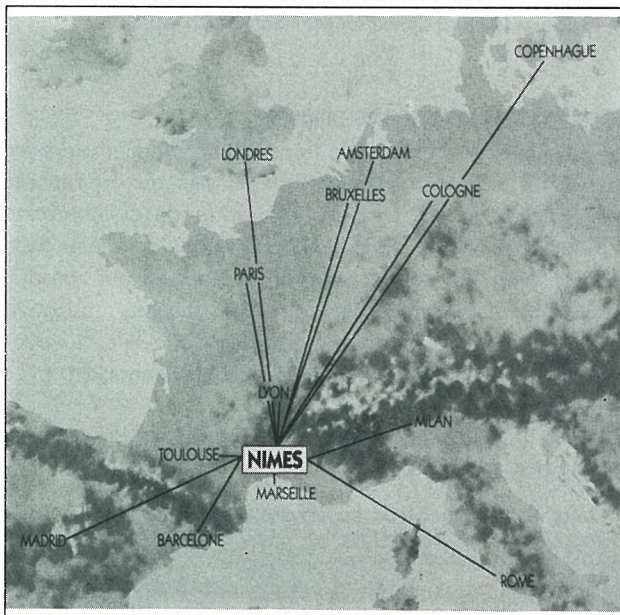 COPENHAGUE
LONDRES
AMSTERDAM
BRUXELLES
COLOGNE
PARIS
LYON
MILAN
TOULOUSE
NIMES
MARSEILLE
MADRID
BARCELONE
ROME